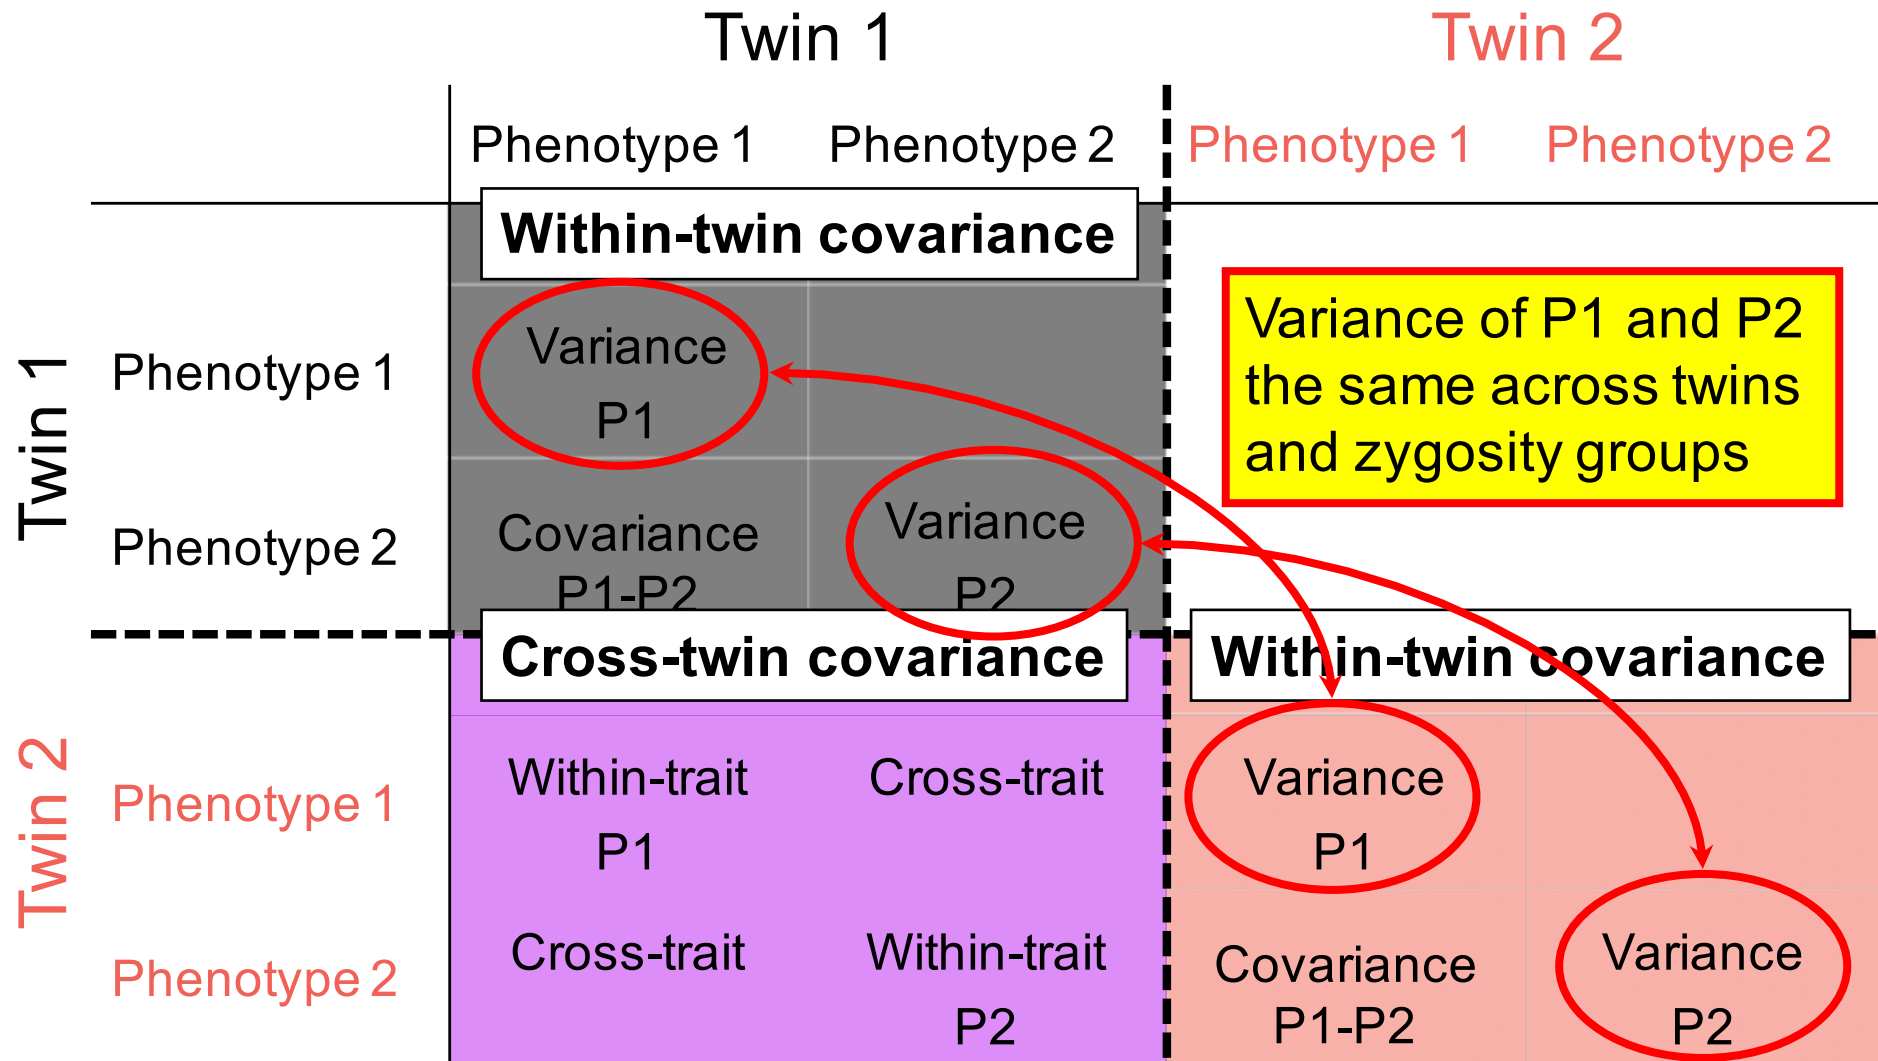 Twin 1
Twin 2
Phenotype 1
Phenotype 2
Phenotype 1
Phenotype 2
Within-twin covariance
Variance of P1 and P2
the same across twins
and zygosity groups
Twin 1
Phenotype 1
Variance
P1
Phenotype 2
Covariance
P1-P2
Variance
P2
Cross-twin covariance
Within-twin covariance
Twin 2
Phenotype 1
Within-trait
P1
Cross-trait
Variance
P1
Phenotype 2
Cross-trait
Within-trait
P2
Covariance
P1-P2
Variance
P2